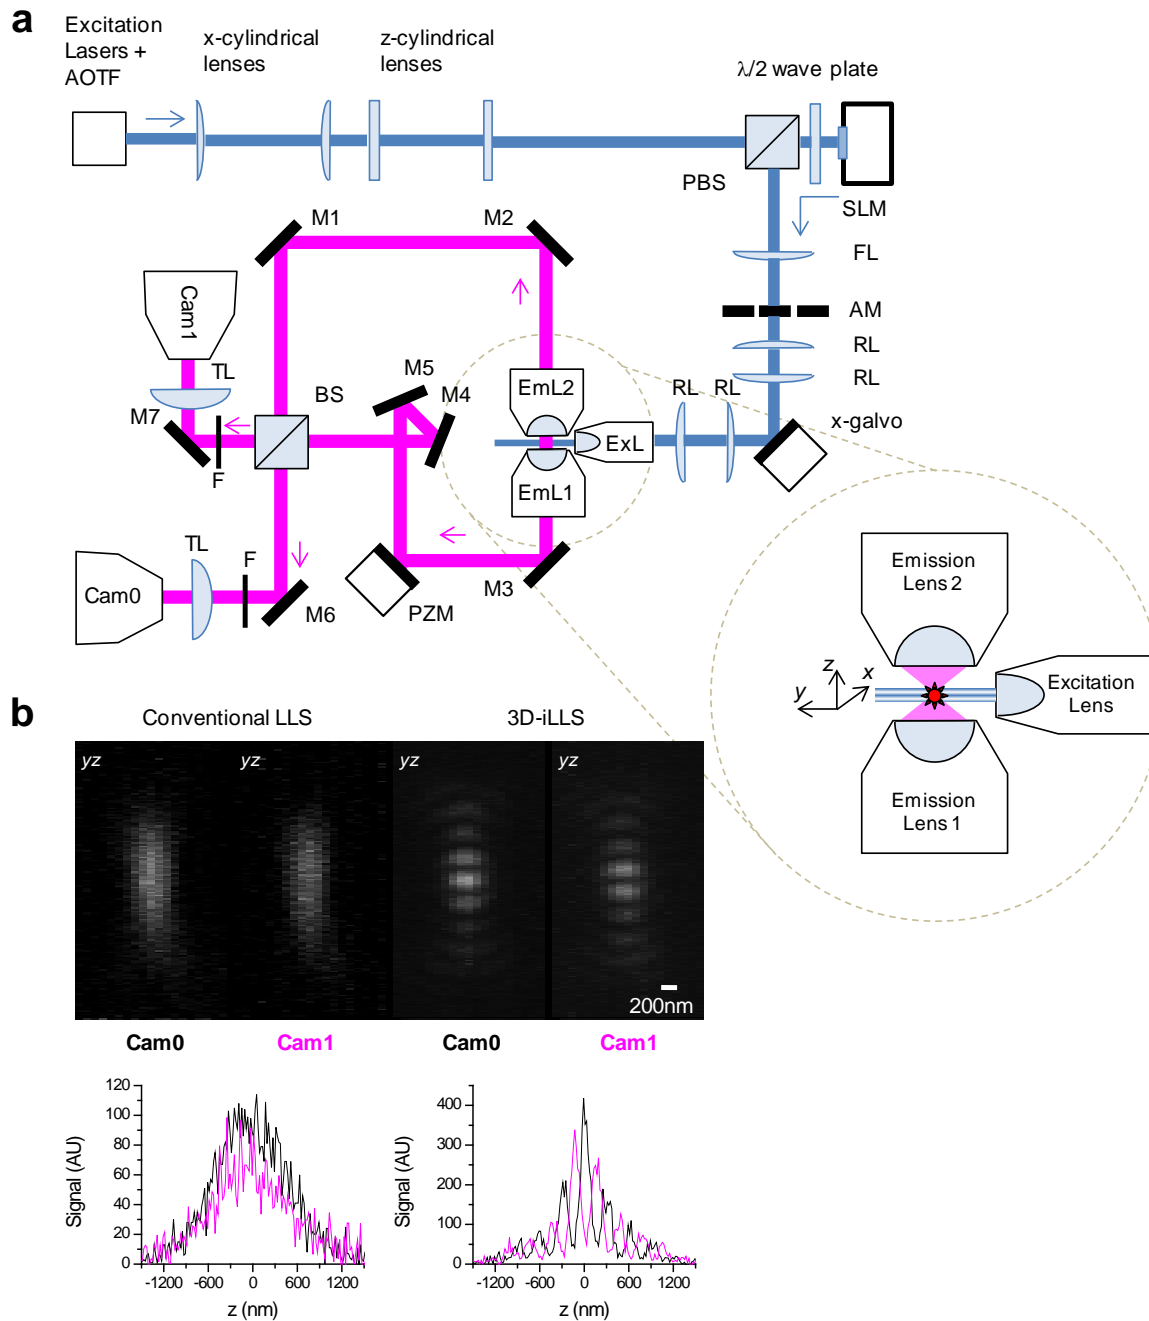 a
Excitation
Lasers +
AOTF
x-cylindrical
lenses
z-cylindrical
lenses
λ/2 wave plate
PBS
SLM
FL
AM
RL
RL
x-galvo
RL
RL
M1
M2
Cam1
TL
M7
F
BS
M5
M4
EmL2
ExL
EmL1
TL
F
Cam0
M6
PZM
M3
Emission
Lens 2
z
x
y
Excitation
Lens
Emission
Lens 1
b
Conventional LLS
3D-iLLS
yz
yz
yz
yz
200nm
Cam0
Cam1
Cam0
Cam1
120
100
80
60
40
20
0
Signal (AU)
-1200
-600
0
600
1200
z (nm)
400
300
200
100
0
Signal (AU)
-1200
-600
0
600
1200
z (nm)